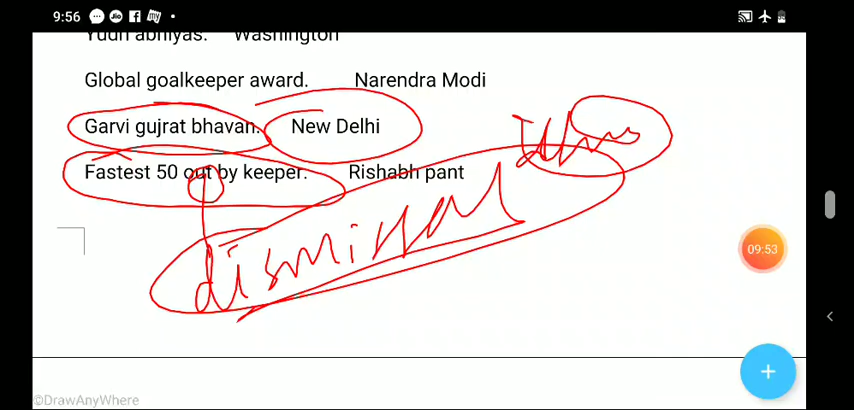 9:56
Yudh abhiyas. Washington
Global goalkeeper award. Narendra Modi
Garvi gujrat bhavan. New Delhi
Fastest 50 out by keeper. Rishabh pant
dismissal
09:53
©DrawAnyWhere